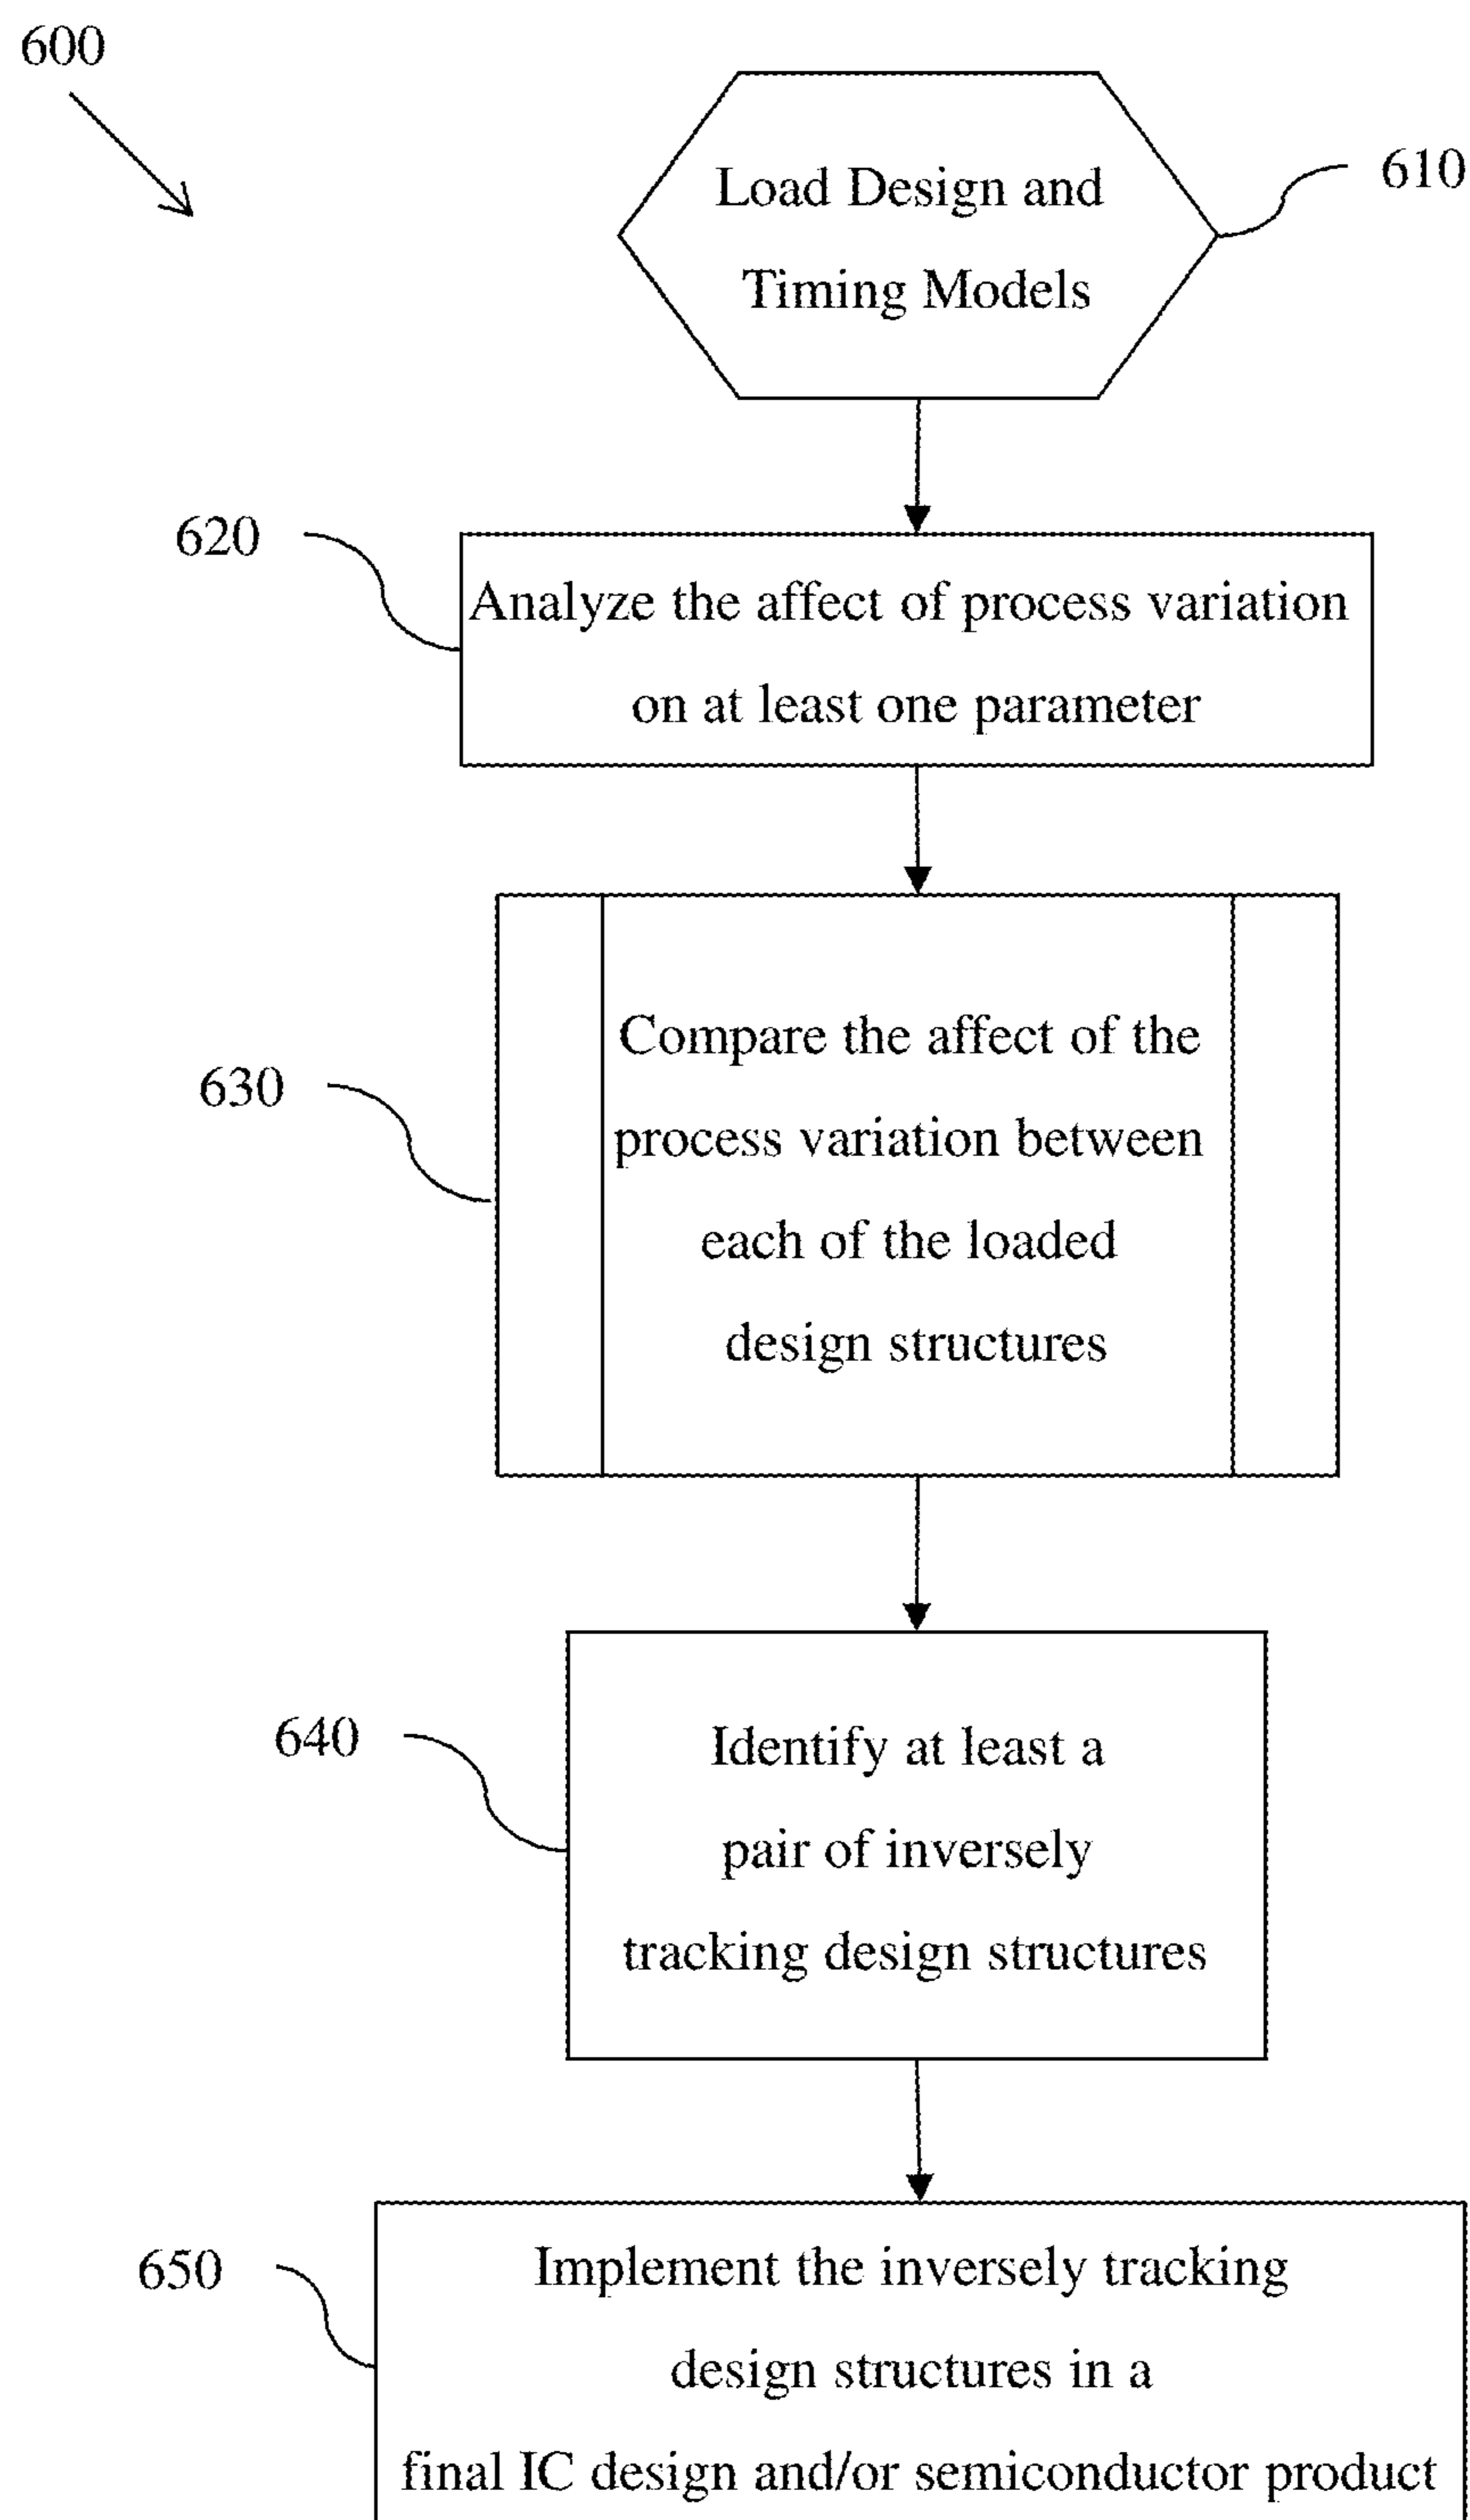 600
Load Design and
Timing Models
610
620
Analyze the affect of process variation
on at least one parameter
630
Compare the affect of the
process variation between
each of the loaded
design structures
640
Identify at least a
pair of inversely
tracking design structures
650
Implement the inversely tracking
design structures in a
final IC design and/or semiconductor product